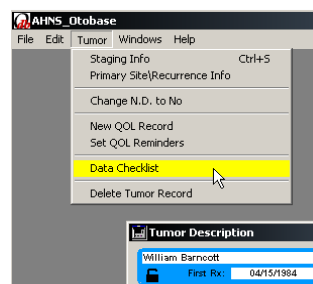 AHNS_Otobase
File Edit Tumor Windows Help
Staging Info Ctrl+S
Primary Site\Recurrence Info
Change N.D. to No
New QOL Record
Set QOL Reminders
Data Checklist
Delete Tumor Record
Tumor Description
William Barncott
First Rx: 04/15/1984